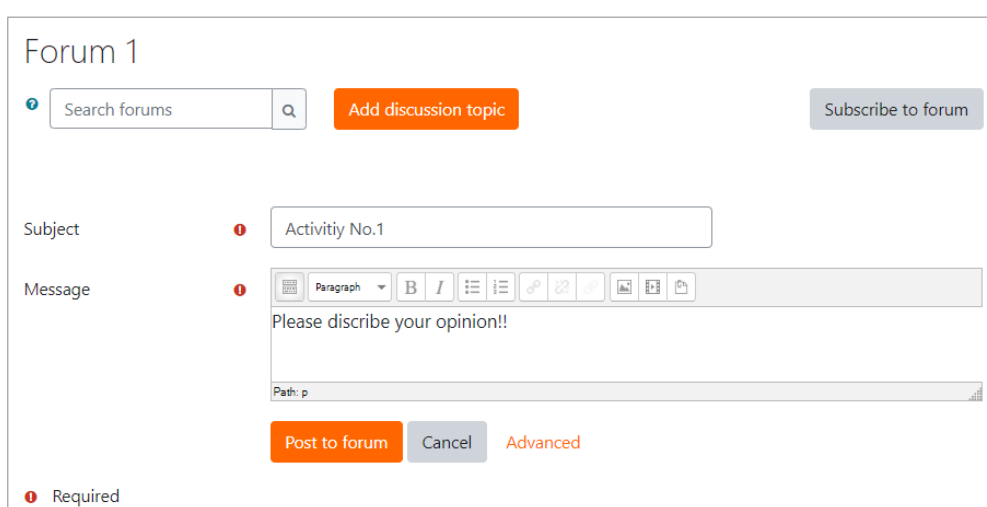 Forum 1
Search forums
Add discussion topic
Subscribe to forum
Subject
Activitiy No.1
Message
Paragraph
B I
Please discribe your opinion!!
Path: p
Post to forum
Cancel
Advanced
Required